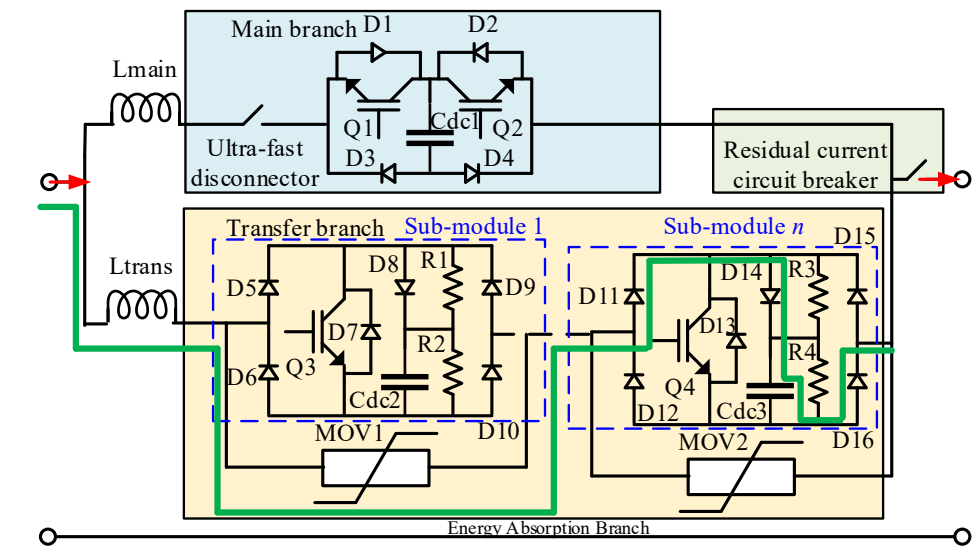 Main branch
D1
D2
Lmain
Q1
Cdc1
Q2
Ultra-fast
disconnector
D3
D4
Residual current
circuit breaker
Transfer branch
Sub-module 1
Sub-module n
D15
Ltrans
D5
D8
R1
D9
D11
D14
R3
D7
R2
D13
R4
D6
Q3
Cdc2
D10
D12
Q4
Cdc3
D16
MOV1
MOV2
Energy Absorption Branch